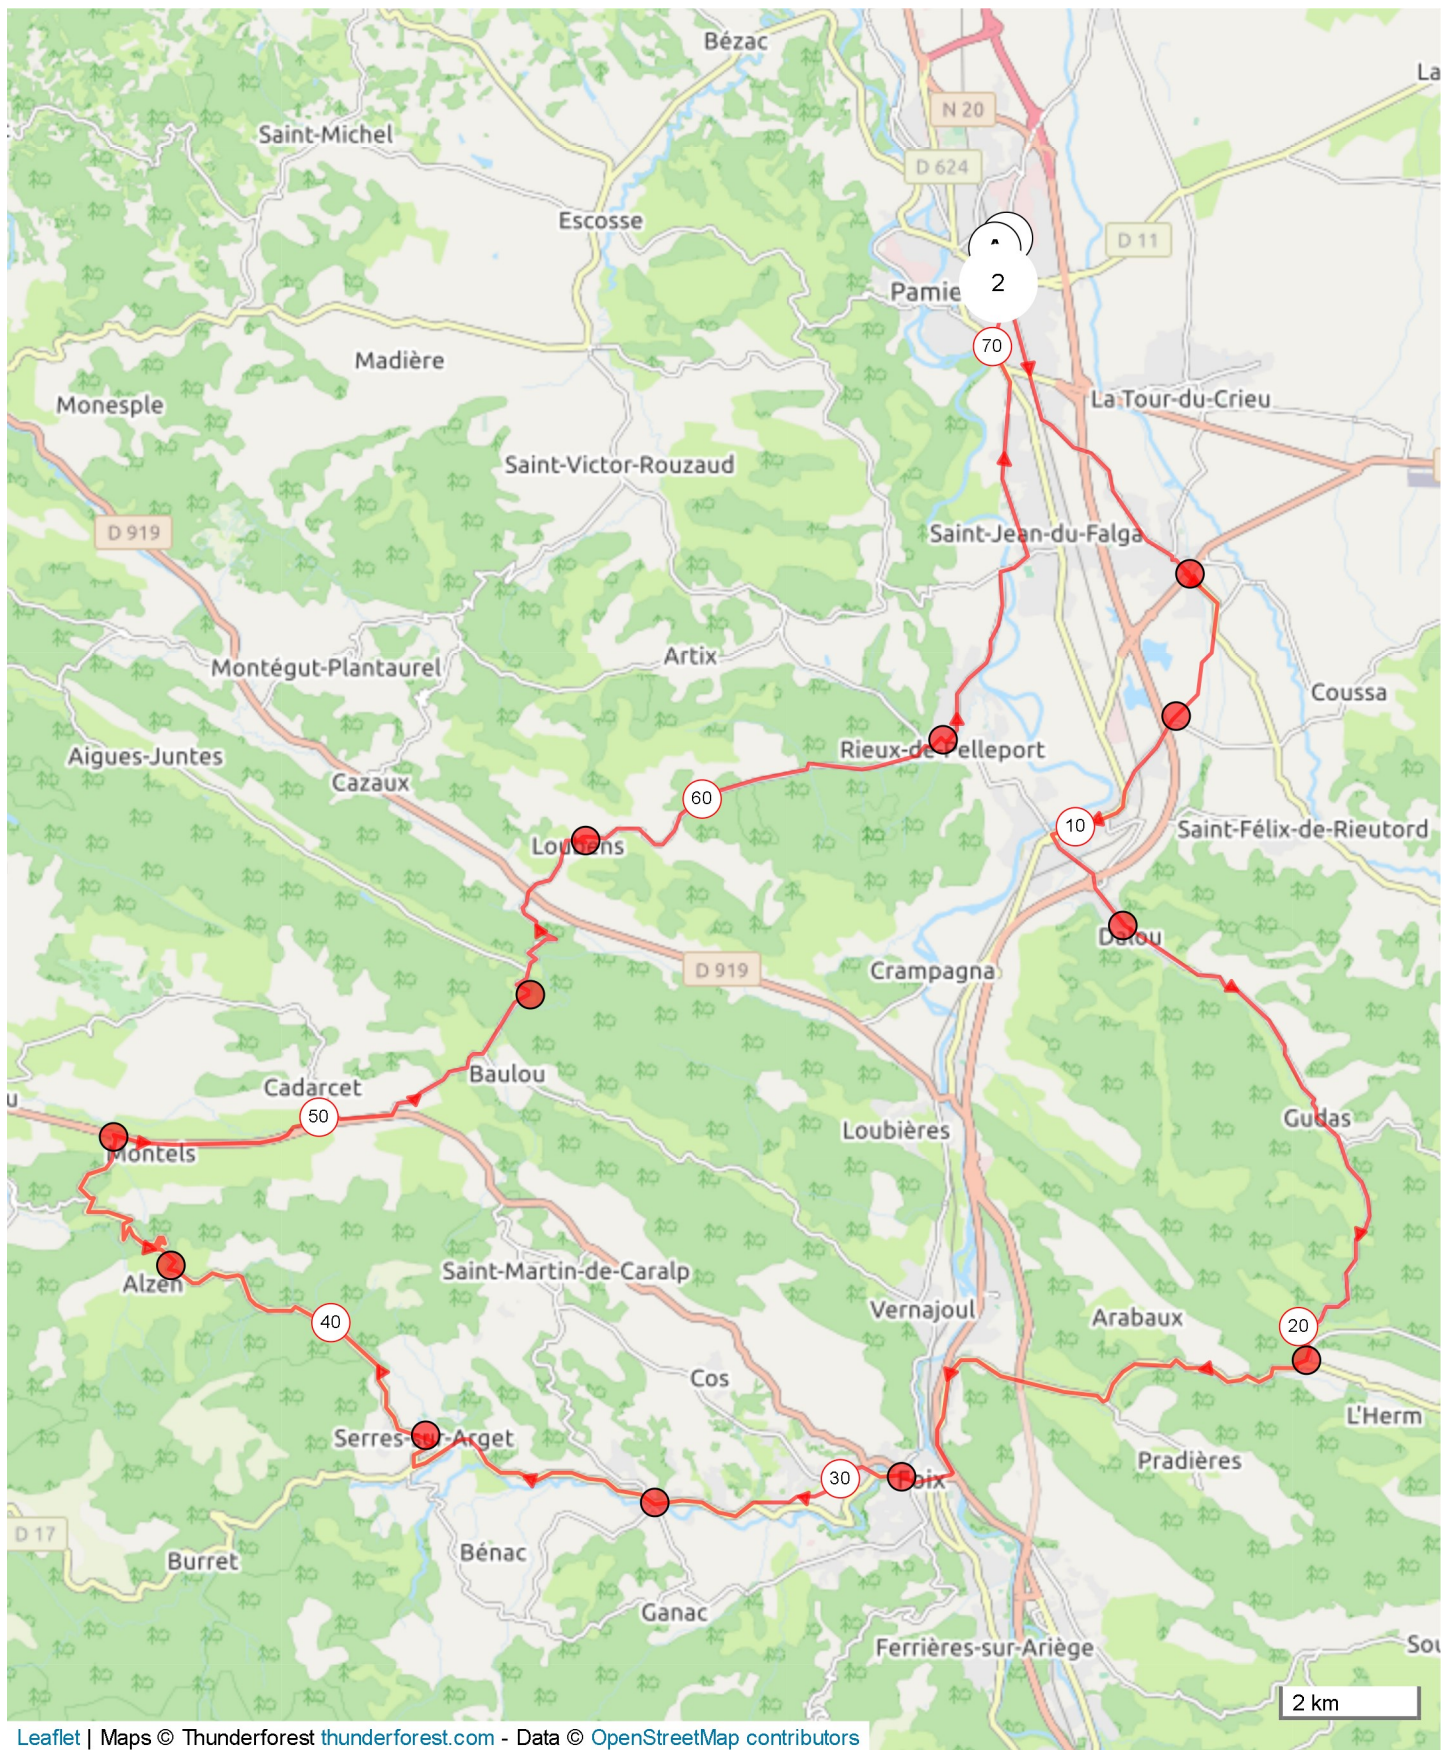 Bézac
La
N 20
Saint-Michel
D 624
Escosse
D 11
A
2
Pamie
70
Madière
La Tour-du-Crieu
Monesple
Saint-Victor-Rouzaud
D 919
Saint-Jean-du-Falga
Artix
Montégut-Plantaurel
Coussa
Rieux-de-Pelleport
Aigues-Juntes
Cazaux
60
10
Saint-Félix-de-Rieutord
Loubens
Dalou
D 919
Crampagna
Baulou
Cadarcet
u
50
Gudas
Loubières
Montels
Saint-Martin-de-Caralp
Alzen
Vernajoul
Arabaux
40
20
Cos
L'Herm
Serres-sur-Arget
Pradières
30
Foix
D 17
Bénac
Burret
Ganac
Ferrières-sur-Ariège
Sou
2 km
Leaflet | Maps © Thunderforest thunderforest.com - Data © OpenStreetMap contributors